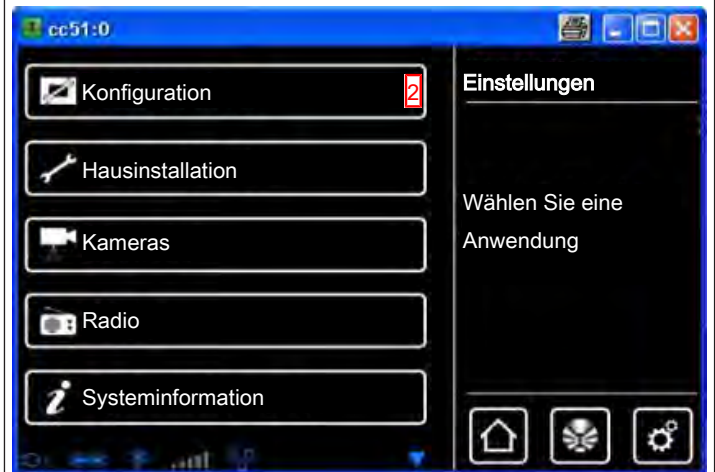 cc51:0
Konfiguration 2
Hausinstallation
Kameras
Radio
Systeminformation
Einstellungen
Wählen Sie eine
Anwendung